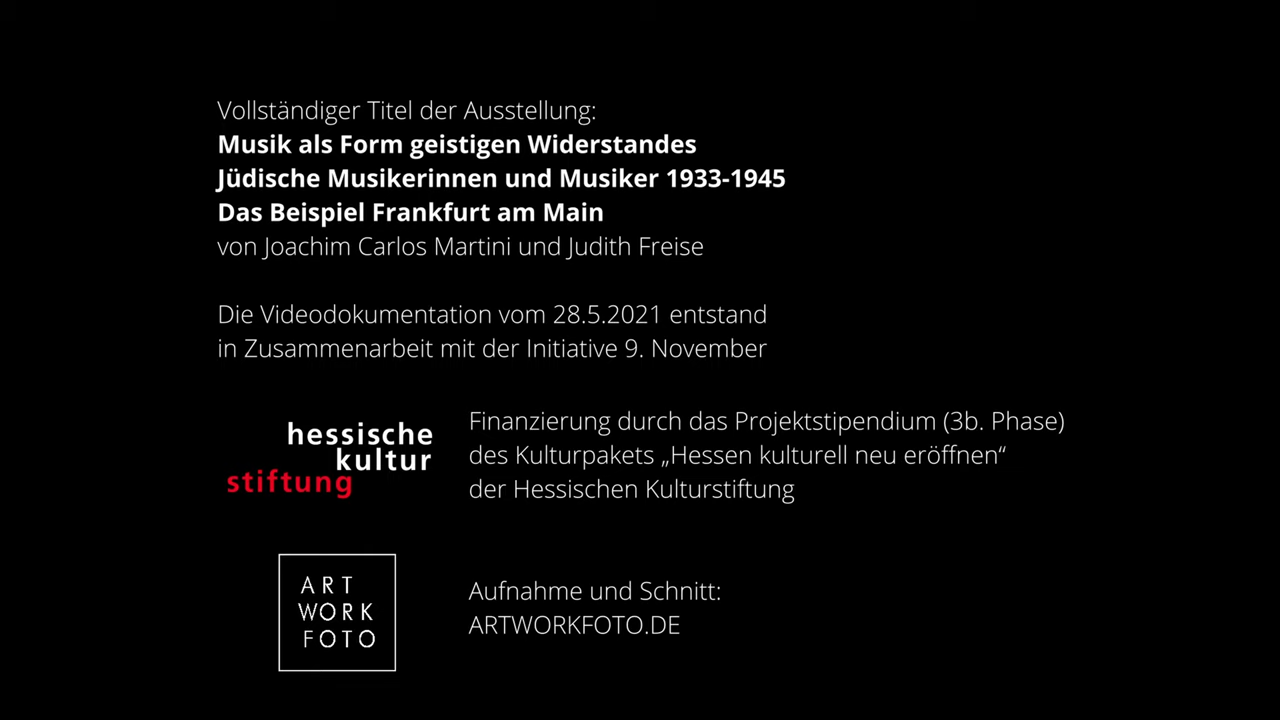 Vollständiger Titel der Ausstellung:
Musik als Form geistigen Widerstandes
Jüdische Musikerinnen und Musiker 1933-1945
Das Beispiel Frankfurt am Main
von Joachim Carlos Martini und Judith Freise
Die Videodokumentation vom 28.5.2021 entstand
in Zusammenarbeit mit der Initiative 9. November
hessische
kultur
stiftung
Finanzierung durch das Projektstipendium (3b. Phase)
des Kulturpakets „Hessen kulturell neu eröffnen“
der Hessischen Kulturstiftung
ART
WORK
FOTO
Aufnahme und Schnitt:
ARTWORKFOTO.DE